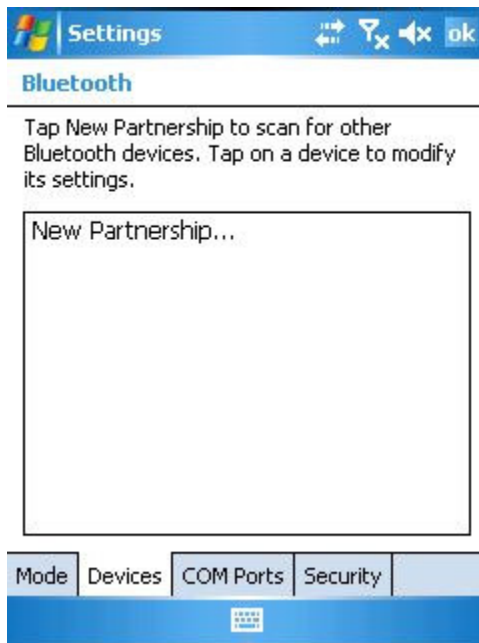 Settings
ok
Bluetooth
Tap New Partnership to scan for other
Bluetooth devices. Tap on a device to modify
its settings.
New Partnership...
Mode Devices COM Ports Security